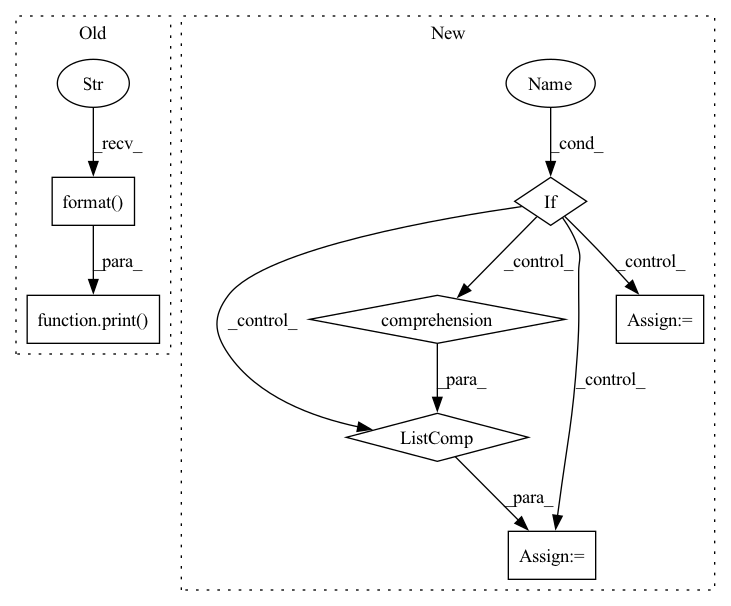 Old
New
Str
Name
_recv_
_cond_
format()
If
_para_
_control_
_control_
function.print()
comprehension
Assign:=
_control_
_para_
_control_
ListComp
_para_
Assign:=